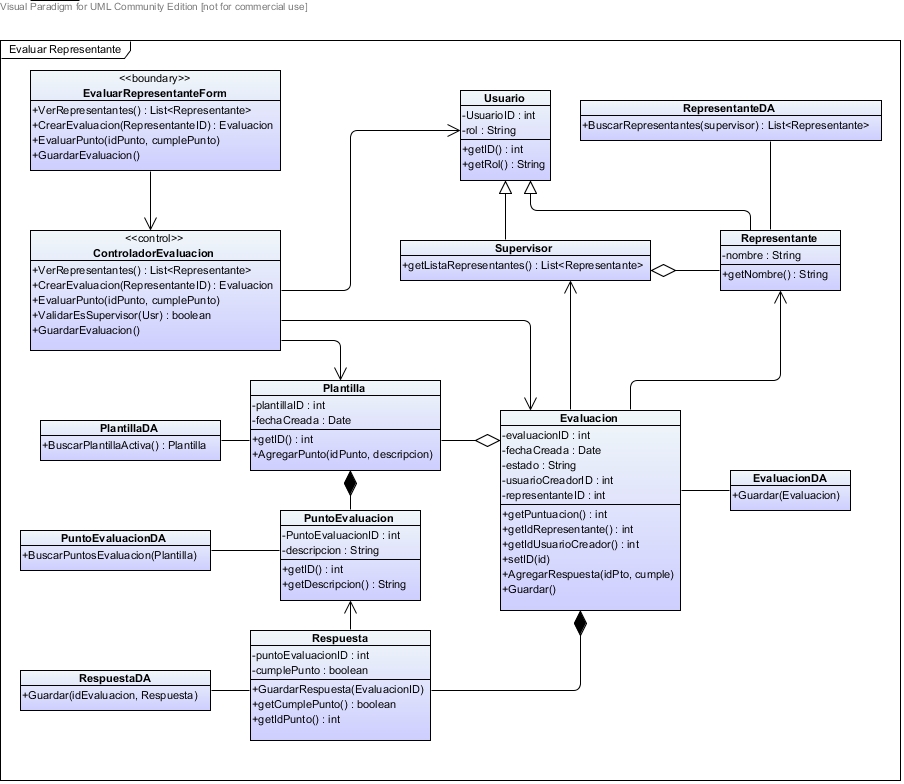 Visual Paradigm for UML Community Edition [not for commercial use]
Evaluar Representante
<<boundary>>
EvaluarRepresentanteForm
+VerRepresentantes() : List<Representante>
+CrearEvaluacion(RepresentanteID) : Evaluacion
+EvaluarPunto(idPunto, cumplePunto)
+GuardarEvaluacion()
Usuario
-UsuarioID : int
-rol : String
+getID() : int
+getRol() : String
RepresentanteDA
+BuscarRepresentantes(supervisor) : List<Representante>
<<control>>
ControladorEvaluacion
+VerRepresentantes() : List<Representante>
+CrearEvaluacion(RepresentanteID) : Evaluacion
+EvaluarPunto(idPunto, cumplePunto)
+ValidarEsSupervisor(Usr) : boolean
+GuardarEvaluacion()
Supervisor
+getListaRepresentantes() : List<Representante>
Representante
-nombre : String
+getNombre() : String
Plantilla
-plantillaID : int
-fechaCreada : Date
+getID() : int
+AgregarPunto(idPunto, descripcion)
PlantillaDA
+BuscarPlantillaActiva() : Plantilla
Evaluacion
-evaluacionID : int
-fechaCreada : Date
-estado : String
-usuarioCreadorID : int
-representanteID : int
+getPuntuacion() : int
+getIdRepresentante() : int
+getIdUsuarioCreador() : int
+setID(id)
+AgregarRespuesta(idPto, cumple)
+Guardar()
EvaluacionDA
+Guardar(Evaluacion)
PuntoEvaluacion
-PuntoEvaluacionID : int
-descripcion : String
+getID() : int
+getDescripcion() : String
PuntoEvaluacionDA
+BuscarPuntosEvaluacion(Plantilla)
Respuesta
-puntoEvaluacionID : int
-cumplePunto : boolean
+GuardarRespuesta(EvaluacionID)
+getCumplePunto() : boolean
+getIdPunto() : int
RespuestaDA
+Guardar(idEvaluacion, Respuesta)